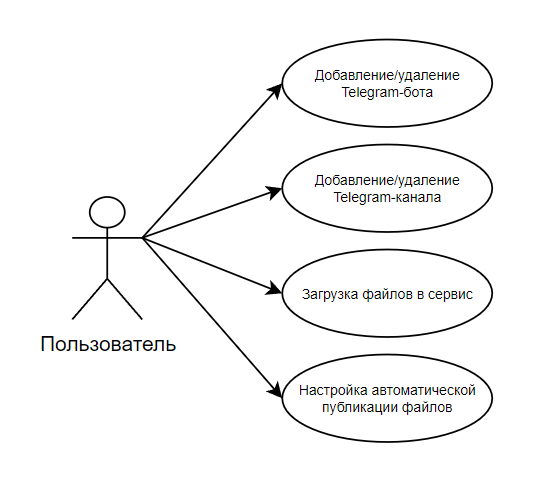 Добавление/удаление
Telegram-бота
Добавление/удаление
Telegram-канала
Загрузка файлов в сервис
Пользователь
Настройка автоматической
публикации файлов